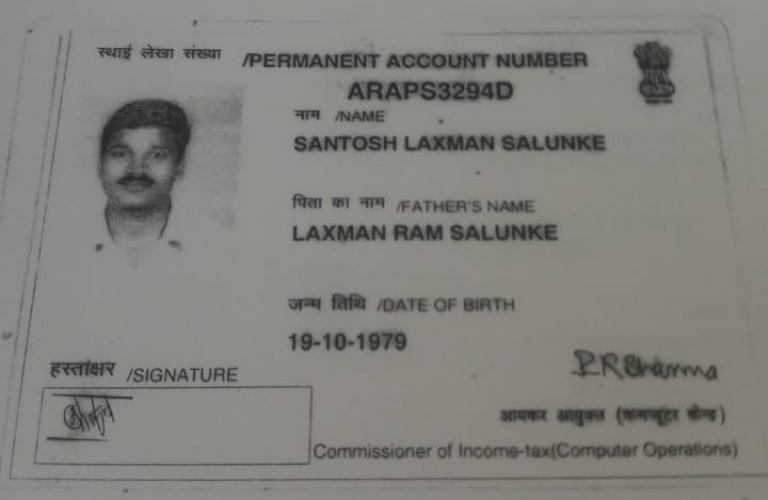 स्थाई लेखा संख्या /PERMANENT ACCOUNT NUMBER
ARAPS3294D
नाम /NAME
SANTOSH LAXMAN SALUNKE
पिता का नाम /FATHER'S NAME
LAXMAN RAM SALUNKE
जन्म तिथि /DATE OF BIRTH
19-10-1979
हस्ताक्षर /SIGNATURE
P.R Sharma
आयकर आयुक्त (कम्प्यूटर केन्द्र)
Commissioner of Income-tax(Computer Operations)